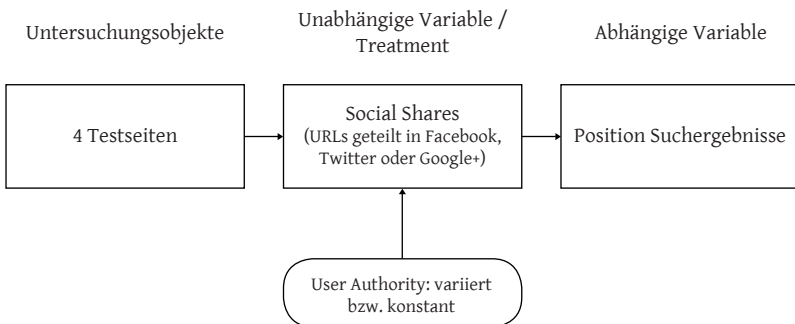 Untersuchungsobjekte
Unabhängige Variable /
Treatment
Abhängige Variable
4 Testseiten
Social Shares
(URLs geteilt in Facebook,
Twitter oder Google+)
Position Suchergebnisse
User Authority: variiert
bzw. konstant